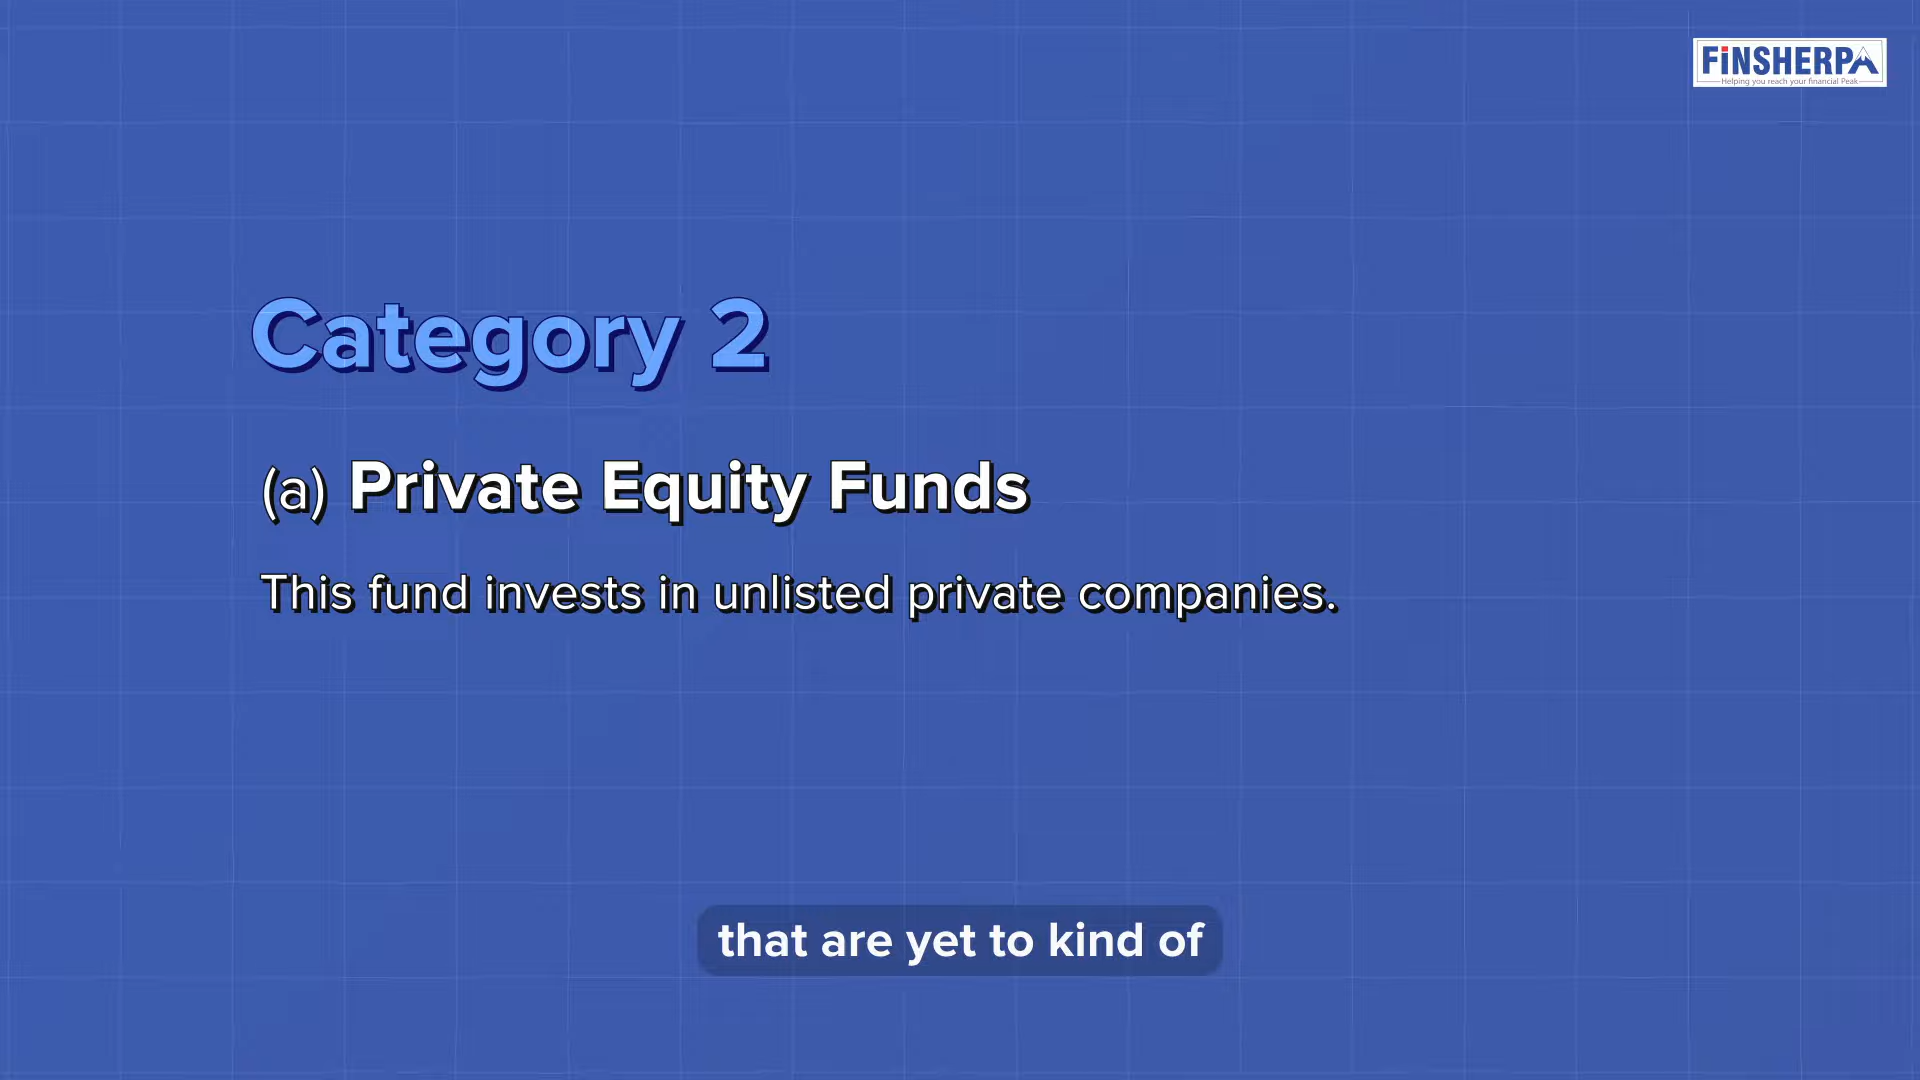 FiNSHERPA
Helping you reach your financial Peak
Category 2
(a) Private Equity Funds
This fund invests in unlisted private companies.
that are yet to kind of